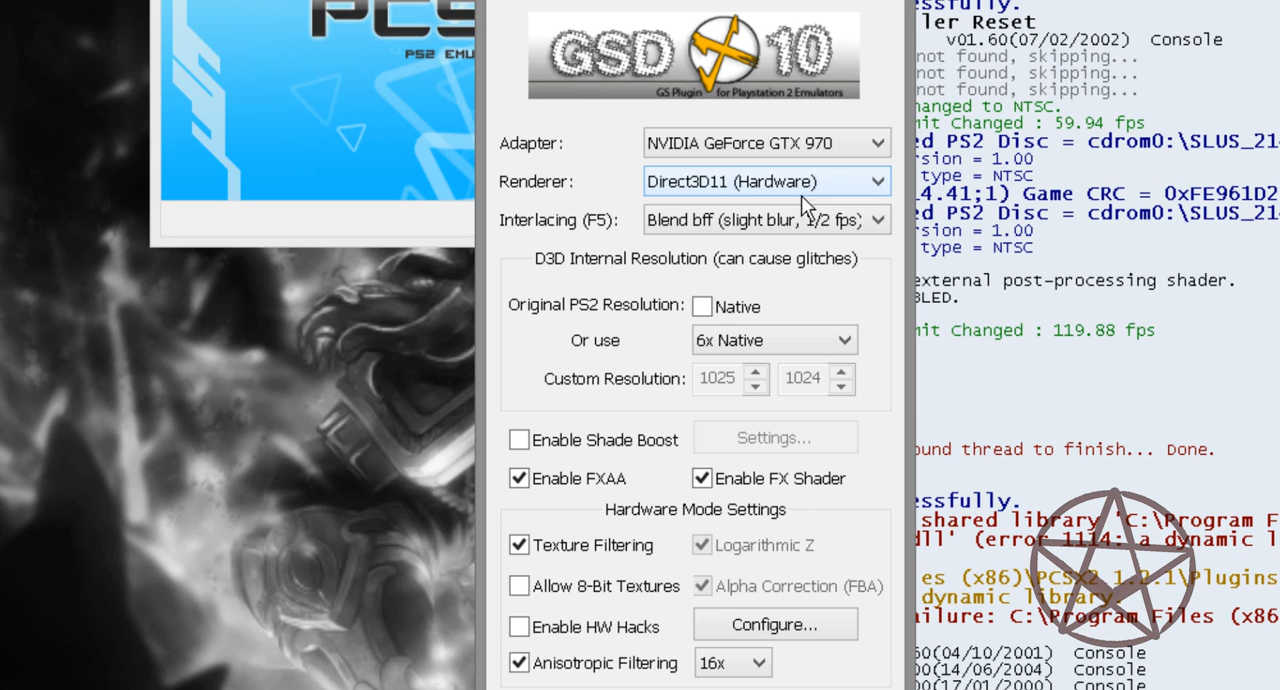 PCS
PS2 EMU
GSD X 10
GS Plugin for Playstation 2 Emulators
Adapter: NVIDIA GeForce GTX 970
Renderer: Direct3D11 (Hardware)
Interlacing (F5): Blend bff (slight blur, 1/2 fps)
D3D Internal Resolution (can cause glitches)
Original PS2 Resolution: Native
Or use 6x Native
Custom Resolution: 1025 1024
Enable Shade Boost Settings...
Enable FXAA Enable FX Shader
Hardware Mode Settings
Texture Filtering Logarithmic Z
Allow 8-Bit Textures Alpha Correction (FBA)
Enable HW Hacks Configure...
Anisotropic Filtering 16x
essfully.
ler Reset
v01.60(07/02/2002) Console
not found, skipping...
not found, skipping...
not found, skipping...
hanged to NTSC.
mit Changed : 59.94 fps
ed PS2 Disc = cdrom0:\SLUS_21
rsion = 1.00
type = NTSC
4.41;1) Game CRC = 0xFE961D2
ed PS2 Disc = cdrom0:\SLUS_21
rsion = 1.00
type = NTSC
external post-processing shader.
BLED.
mit Changed : 119.88 fps
ound thread to finish... Done.
essfully.
shared library 'C:\Program F
dll' (error 1114: a dynamic l
es (x86)\PCSX2 1.2.1\Plugins
dynamic library.
ailure: C:\Program Files (x86
60(04/10/2001) Console
00(14/06/2004) Console
00(17/01/2000) Console